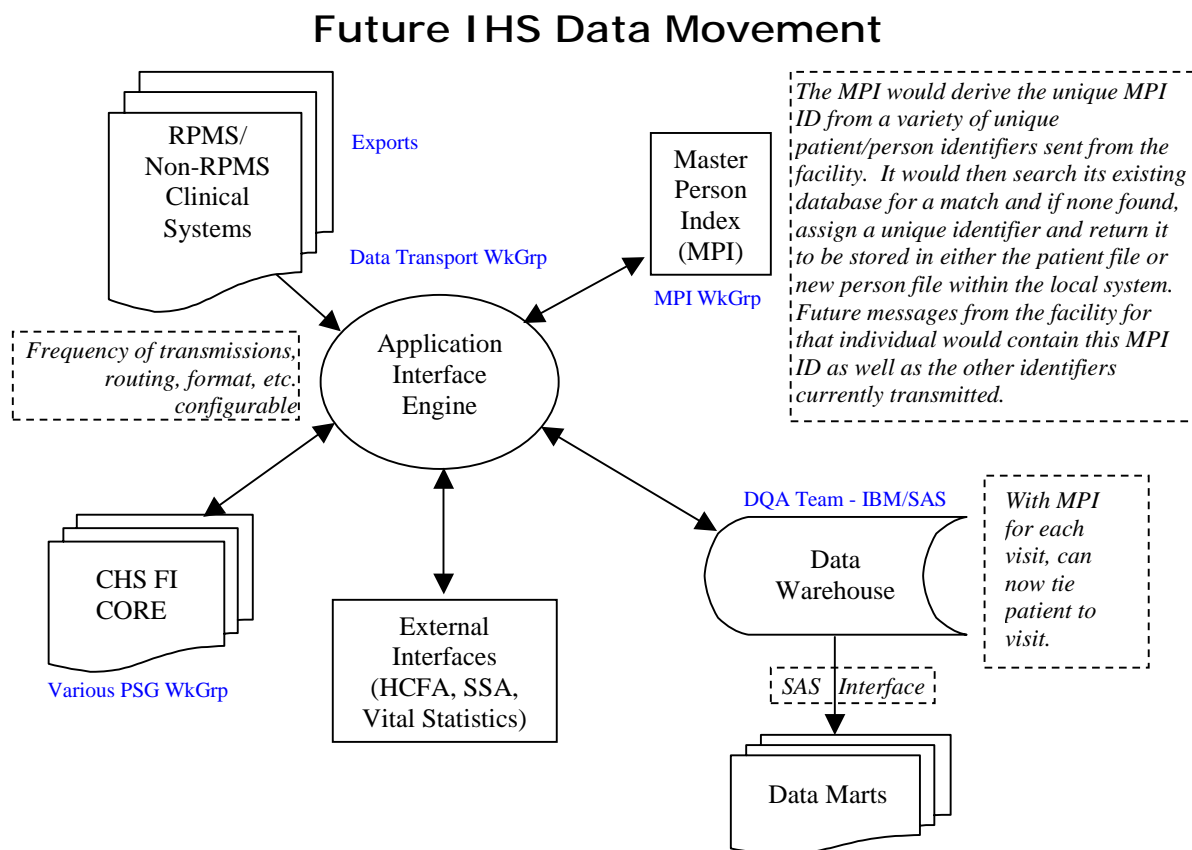 Future IHS Data Movement
RPMS/
Non-RPMS
Clinical
Systems
Exports
Master
Person
Index
(MPI)
The MPI would derive the unique MPI
ID from a variety of unique
patient/person identifiers sent from the
facility.  It would then search its existing
database for a match and if none found,
assign a unique identifier and return it
to be stored in either the patient file or
new person file within the local system.
Future messages from the facility for
that individual would contain this MPI
ID as well as the other identifiers
currently transmitted.
Data Transport WkGrp
MPI WkGrp
Frequency of transmissions,
routing, format, etc.
configurable
Application
Interface
Engine
DQA Team - IBM/SAS
Data
Warehouse
With MPI
for each
visit, can
now tie
patient to
visit.
CHS FI
CORE
Various PSG WkGrp
External
Interfaces
(HCFA, SSA,
Vital Statistics)
SAS Interface
Data Marts